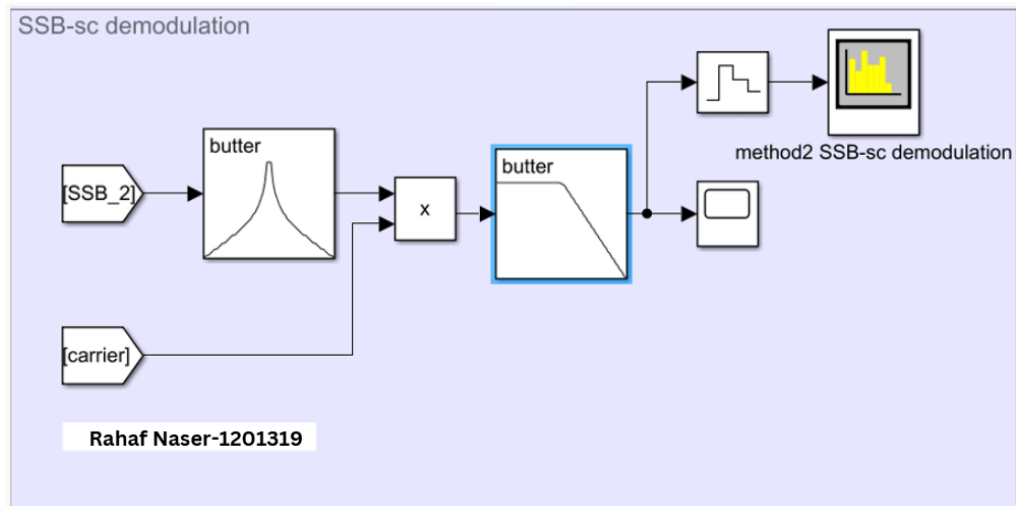 SSB-sc demodulation
butter
[SSB_2]
x
butter
method2 SSB-sc demodulation
[carrier]
Rahaf Naser-1201319